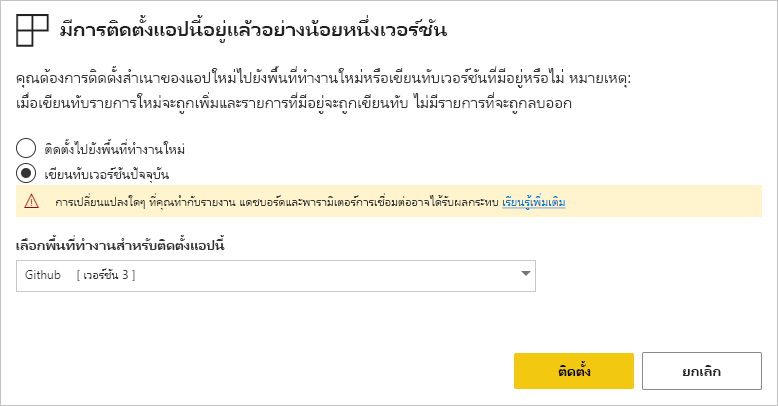 มีการติดตั้งแอปนี้อยู่แล้วอย่างน้อยหนึ่งเวอร์ชัน
คุณต้องการติดตั้งสำเนาของแอปใหม่ไปยังพื้นที่ทำงานใหม่หรือเขียนทับเวอร์ชันที่มีอยู่หรือไม่ หมายเหตุ:
เมื่อเขียนทับรายการใหม่จะถูกเพิ่มและรายการที่มีอยู่จะถูกเขียนทับ ไม่มีรายการที่จะถูกลบออก
ติดตั้งไปยังพื้นที่ทำงานใหม่
เขียนทับเวอร์ชันปัจจุบัน
การเปลี่ยนแปลงใดๆ ที่คุณทำกับรายงาน แดชบอร์ดและพารามิเตอร์การเชื่อมต่ออาจได้รับผลกระทบ เรียนรู้เพิ่มเติม
เลือกพื้นที่ทำงานสำหรับติดตั้งแอปนี้
Github [ เวอร์ชัน 3 ]
ติดตั้ง ยกเลิก